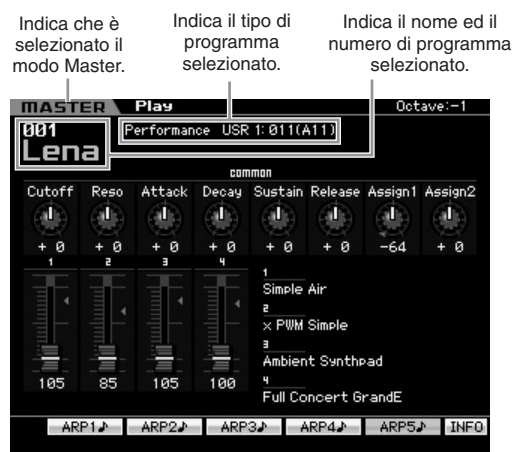 Indica che è
selezionato il
modo Master.
Indica il tipo di
programma
selezionato.
Indica il nome ed il
numero di programma
selezionato.
MASTER Play Octave:-1
001
Lena
Performance USR 1: 011(A11)
common
Cutoff Reso Attack Decay Sustain Release Assign1 Assign2
+ 0 + 0 + 0 + 0 + 0 + 0 -64 + 0
1 2 3 4
105 85 105 100
1
Simple Air
2
x PWM Simple
3
Ambient Synthpad
4
Full Concert GrandE
ARP1♪ ARP2♪ ARP3♪ ARP4♪ ARP5♪ INFO